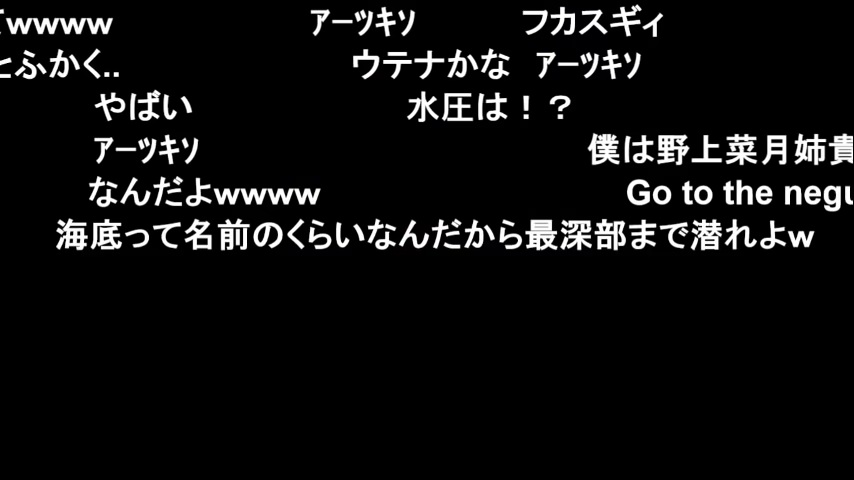 wwww ｱｰﾂｷｿ フカスギィ
とふかく.. ウテナかな ｱｰﾂｷｿ
やばい 水圧は！？
ｱｰﾂｷｿ 僕は野上菜月姉貴
なんだよwwww Go to the negu
海底って名前のくらいなんだから最深部まで潜れよw